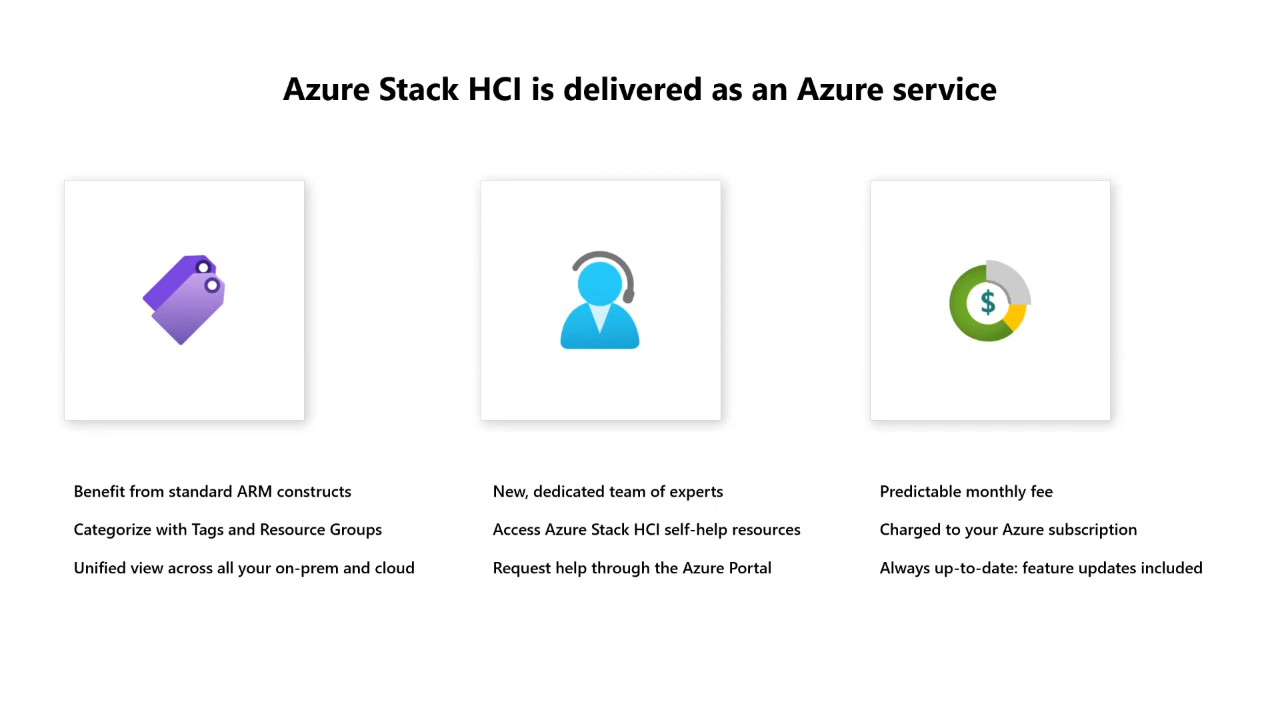 Azure Stack HCI is delivered as an Azure service
$
Benefit from standard ARM constructs
Categorize with Tags and Resource Groups
Unified view across all your on-prem and cloud
New, dedicated team of experts
Access Azure Stack HCI self-help resources
Request help through the Azure Portal
Predictable monthly fee
Charged to your Azure subscription
Always up-to-date: feature updates included